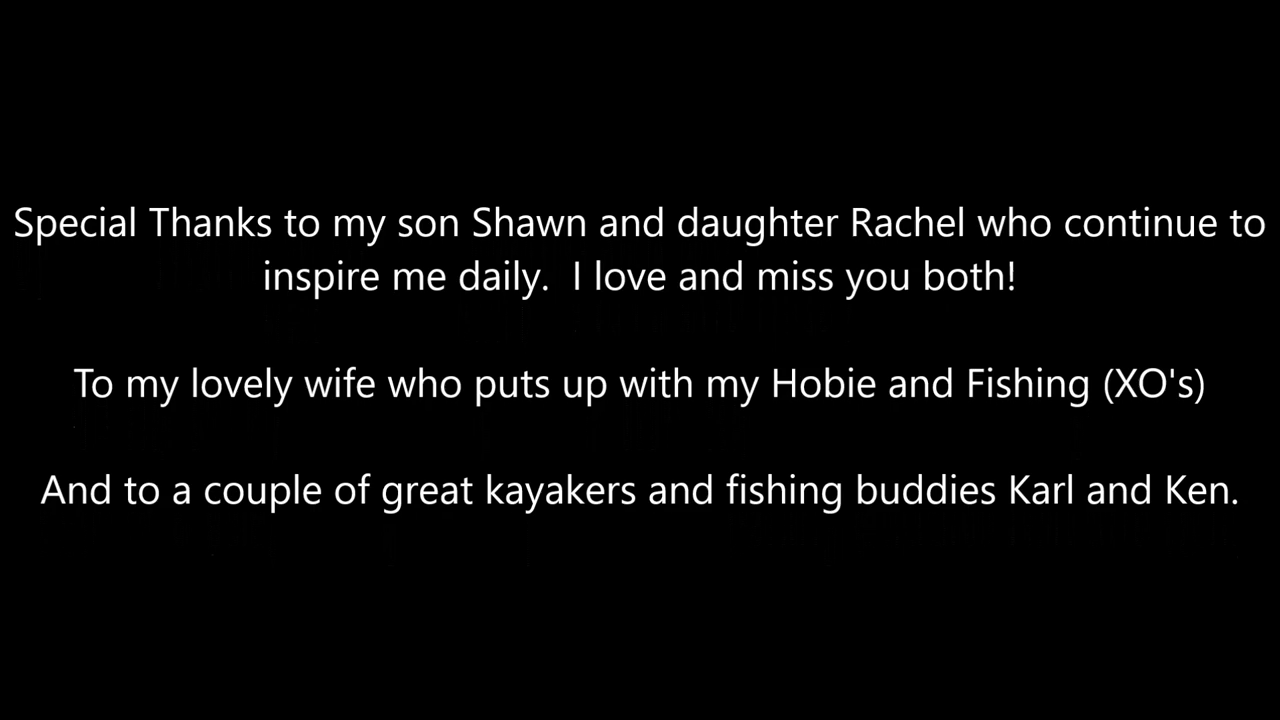 Special Thanks to my son Shawn and daughter Rachel who continue to
inspire me daily.  I love and miss you both!
To my lovely wife who puts up with my Hobie and Fishing (XO's)
And to a couple of great kayakers and fishing buddies Karl and Ken.